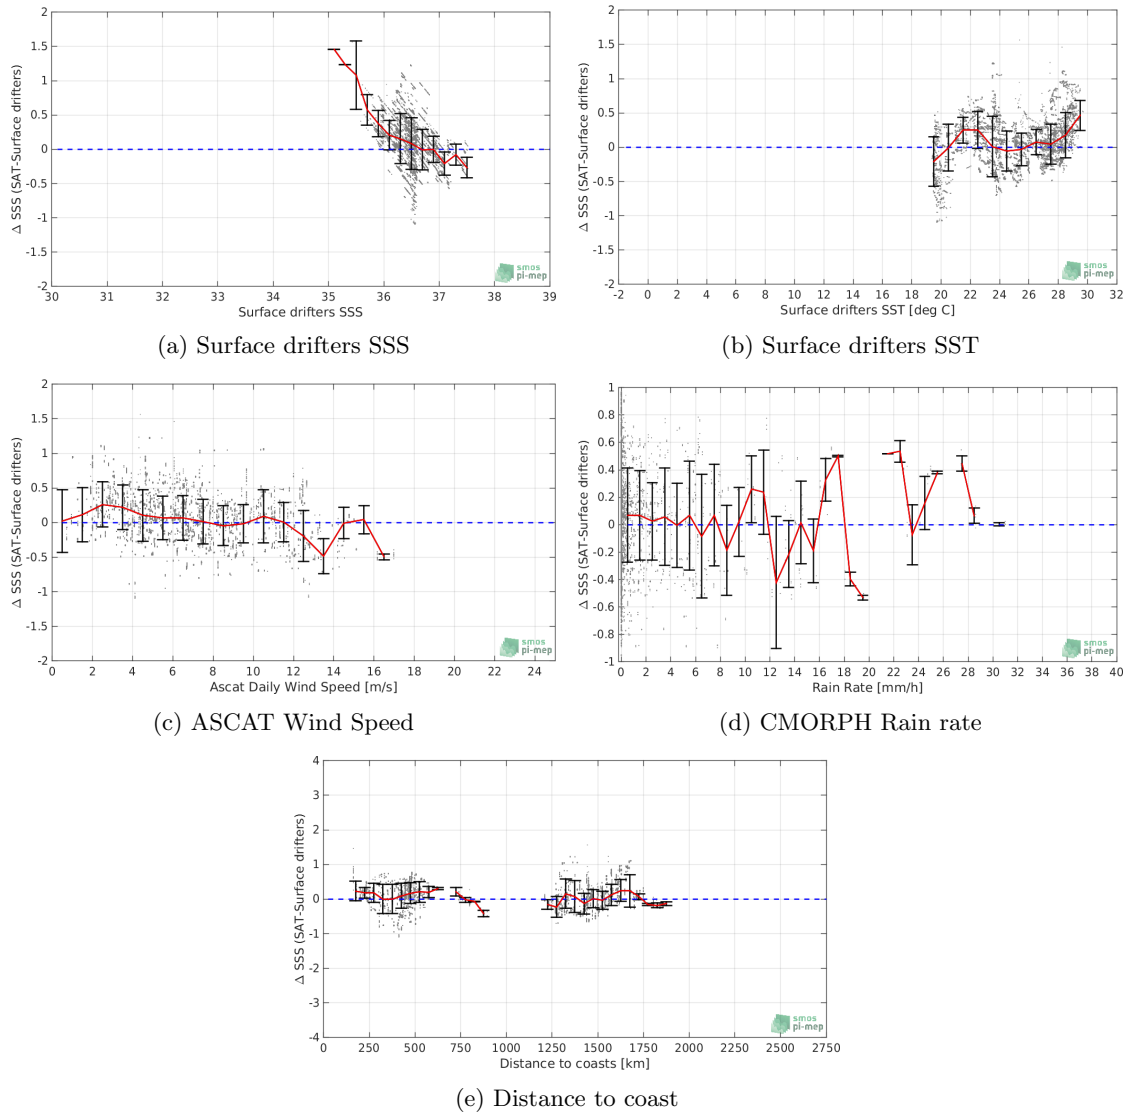 2
1.5
1
0.5
0
-0.5
-1
-1.5
-2
Δ SSS (SAT-Surface drifters)
30 31 32 33 34 35 36 37 38 39
Surface drifters SSS
smos
pi-mep
(a) Surface drifters SSS
2
1.5
1
0.5
0
-0.5
-1
-1.5
-2
Δ SSS (SAT-Surface drifters)
-2 0 2 4 6 8 10 12 14 16 18 20 22 24 26 28 30 32
Surface drifters SST [deg C]
smos
pi-mep
(b) Surface drifters SST
2
1.5
1
0.5
0
-0.5
-1
-1.5
-2
Δ SSS (SAT-Surface drifters)
0 2 4 6 8 10 12 14 16 18 20 22 24
Ascat Daily Wind Speed [m/s]
smos
pi-mep
(c) ASCAT Wind Speed
1
0.8
0.6
0.4
0.2
0
-0.2
-0.4
-0.6
-0.8
-1
Δ SSS (SAT-Surface drifters)
0 2 4 6 8 10 12 14 16 18 20 22 24 26 28 30 32 34 36 38 40
Rain Rate [mm/h]
smos
pi-mep
(d) CMORPH Rain rate
4
3
2
1
0
-1
-2
-3
-4
Δ SSS (SAT-Surface drifters)
0 250 500 750 1000 1250 1500 1750 2000 2250 2500 2750
Distance to coasts [km]
smos
pi-mep
(e) Distance to coast